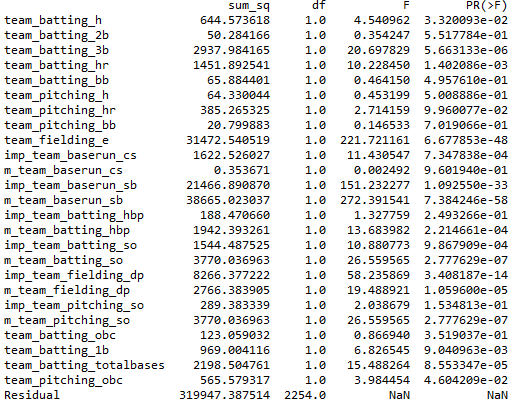 sum_sq df F PR(>F)
team_batting_h 644.573618 1.0 4.540962 3.320093e-02
team_batting_2b 50.284166 1.0 0.354247 5.517784e-01
team_batting_3b 2937.984165 1.0 20.697829 5.663133e-06
team_batting_hr 1451.892541 1.0 10.228450 1.402086e-03
team_batting_bb 65.884401 1.0 0.464150 4.957610e-01
team_pitching_h 64.330044 1.0 0.453199 5.008886e-01
team_pitching_hr 385.265325 1.0 2.714159 9.960077e-02
team_pitching_bb 20.799883 1.0 0.146533 7.019066e-01
team_fielding_e 31472.540519 1.0 221.721161 6.677853e-48
imp_team_baserun_cs 1622.526027 1.0 11.430547 7.347838e-04
m_team_baserun_cs 0.353671 1.0 0.002492 9.601940e-01
imp_team_baserun_sb 21466.890870 1.0 151.232277 1.092550e-33
m_team_baserun_sb 38665.023037 1.0 272.391541 7.384246e-58
imp_team_batting_hbp 188.470660 1.0 1.327759 2.493266e-01
m_team_batting_hbp 1942.393261 1.0 13.683982 2.214661e-04
imp_team_batting_so 1544.487525 1.0 10.880773 9.867909e-04
m_team_batting_so 3770.036963 1.0 26.559565 2.777629e-07
imp_team_fielding_dp 8266.377222 1.0 58.235869 3.408187e-14
m_team_fielding_dp 2766.383905 1.0 19.488921 1.059600e-05
imp_team_pitching_so 289.383339 1.0 2.038679 1.534813e-01
m_team_pitching_so 3770.036963 1.0 26.559565 2.777629e-07
team_batting_obc 123.059032 1.0 0.866940 3.519037e-01
team_batting_1b 969.004116 1.0 6.826545 9.040963e-03
team_batting_totalbases 2198.504761 1.0 15.488264 8.553347e-05
team_pitching_obc 565.579317 1.0 3.984454 4.604209e-02
Residual 319947.387514 2254.0 NaN NaN